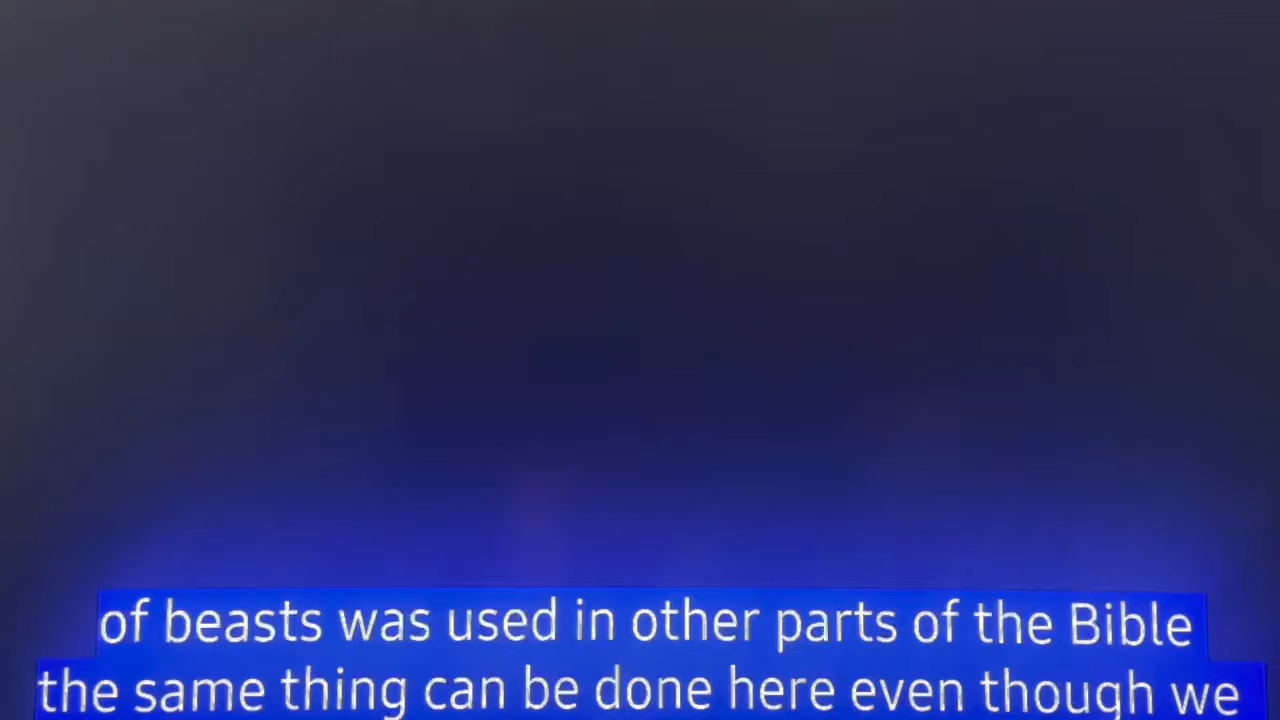 of beasts was used in other parts of the Bible
the same thing can be done here even though we